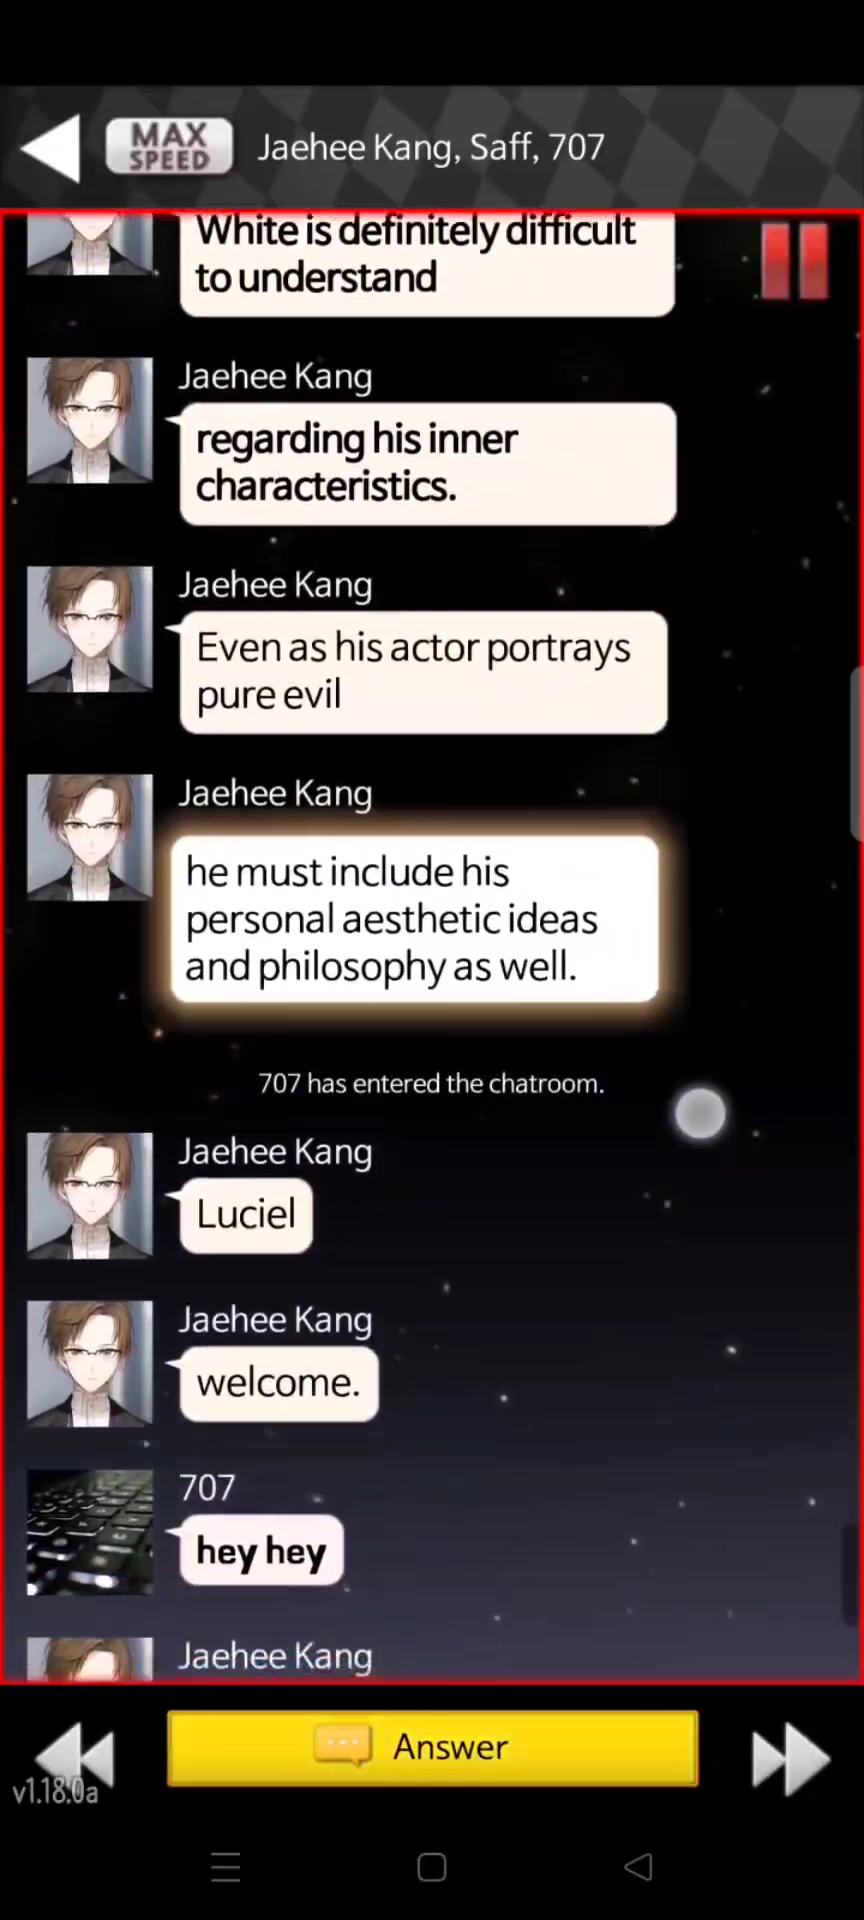 MAX
SPEED
Jaehee Kang, Saff, 707
White is definitely difficult
to understand
Jaehee Kang
regarding his inner
characteristics.
Jaehee Kang
Even as his actor portrays
pure evil
Jaehee Kang
he must include his
personal aesthetic ideas
and philosophy as well.
707 has entered the chatroom.
Jaehee Kang
Luciel
Jaehee Kang
welcome.
707
hey hey
Jaehee Kang
Answer
v1.18.0a